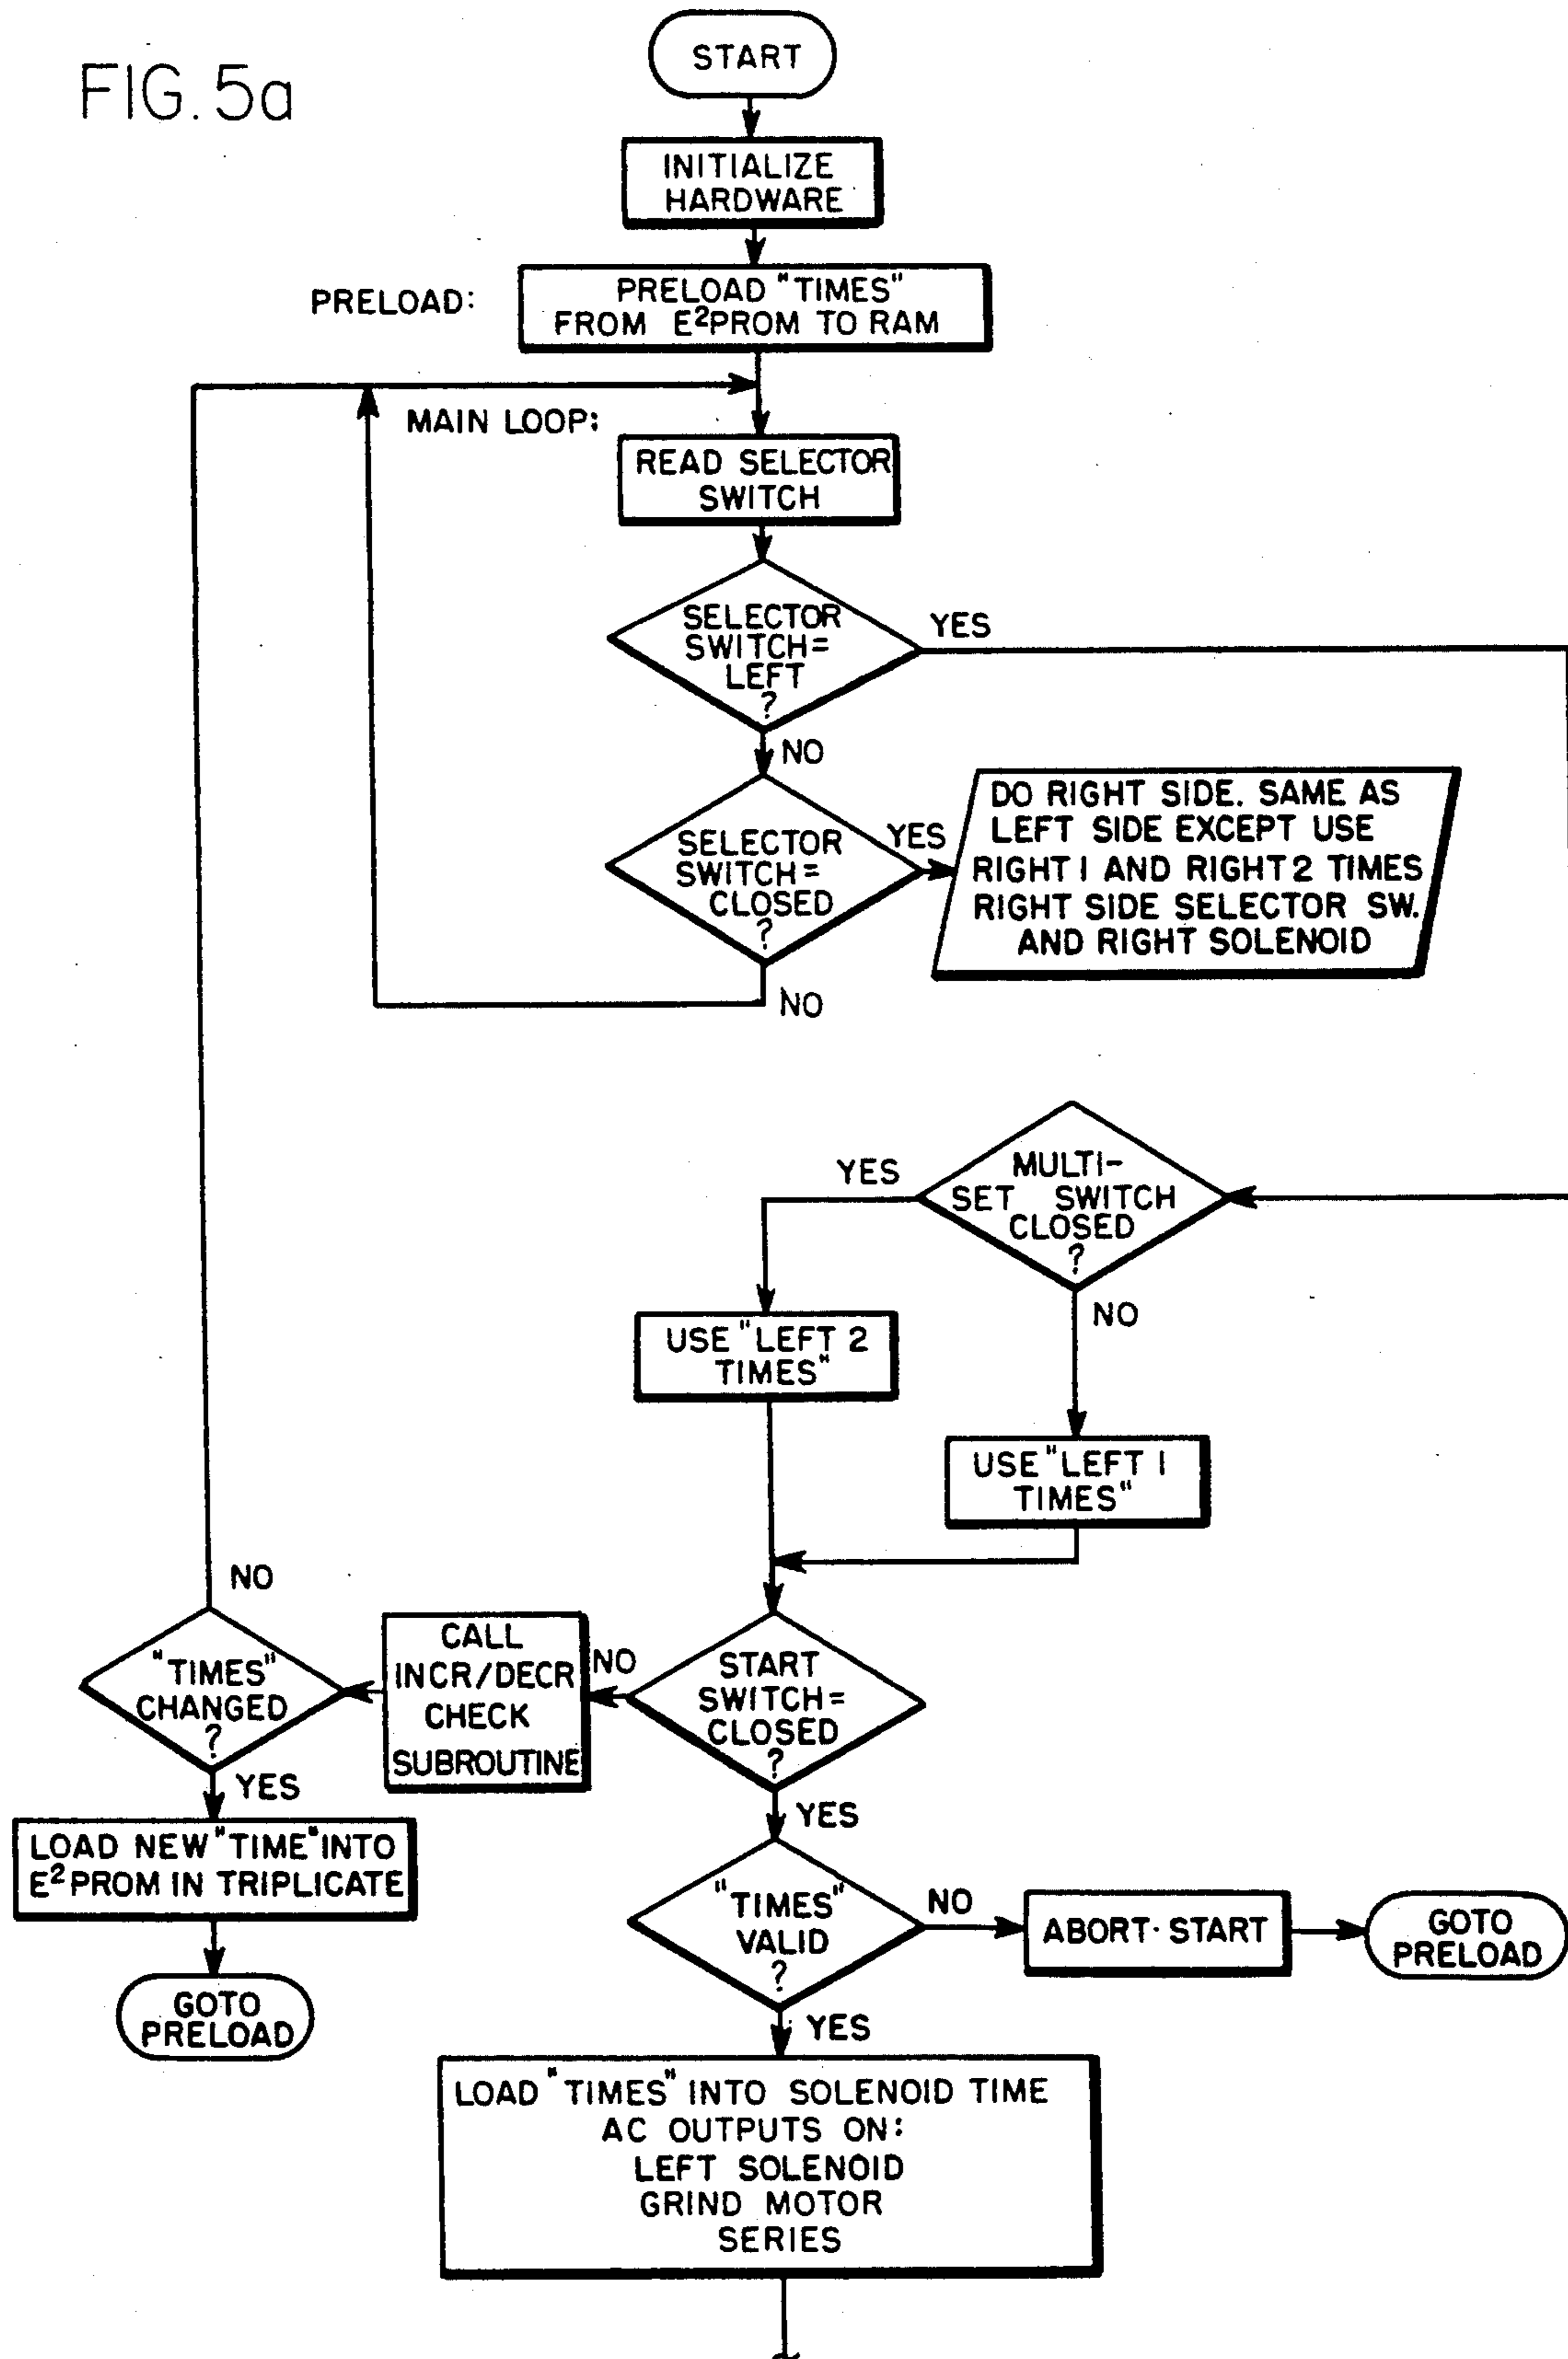 FIG. 5a
START
INITIALIZE
HARDWARE
PRELOAD:
PRELOAD "TIMES"
FROM E²PROM TO RAM
MAIN LOOP:
READ SELECTOR
SWITCH
SELECTOR
SWITCH=
LEFT
?
YES
NO
SELECTOR
SWITCH=
CLOSED
?
YES
DO RIGHT SIDE. SAME AS
LEFT SIDE EXCEPT USE
RIGHT 1 AND RIGHT 2 TIMES
RIGHT SIDE SELECTOR SW.
AND RIGHT SOLENOID
NO
MULTI-
SET SWITCH
CLOSED
?
YES
NO
USE "LEFT 2
TIMES"
USE "LEFT 1
TIMES"
START
SWITCH=
CLOSED
?
NO
CALL
INCR/DECR
CHECK
SUBROUTINE
"TIMES"
CHANGED
?
NO
YES
LOAD NEW "TIME" INTO
E²PROM IN TRIPLICATE
GOTO
PRELOAD
YES
"TIMES"
VALID
?
NO
ABORT· START
GOTO
PRELOAD
YES
LOAD "TIMES" INTO SOLENOID TIME
AC OUTPUTS ON:
LEFT SOLENOID
GRIND MOTOR
SERIES